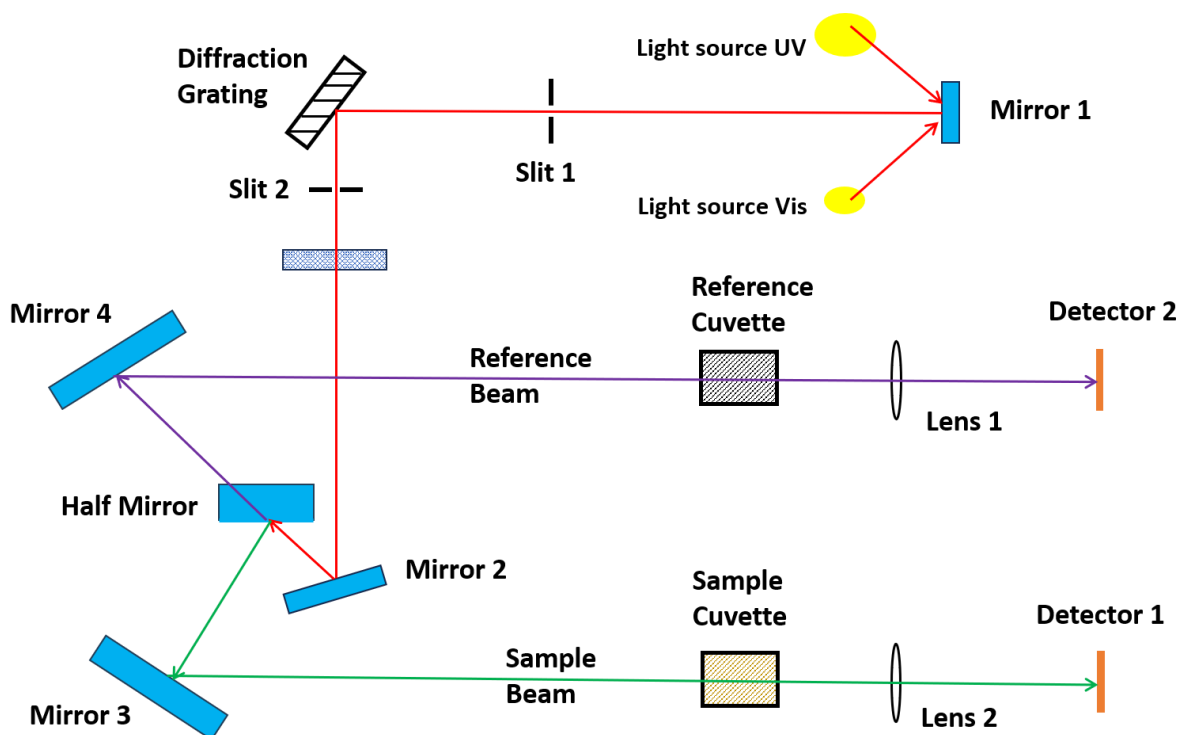 Light source UV
Diffraction
Grating
Mirror 1
Slit 1
Slit 2
Light source Vis
Reference
Cuvette
Mirror 4
Detector 2
Reference
Beam
Lens 1
Half Mirror
Mirror 2
Sample
Cuvette
Detector 1
Sample
Beam
Mirror 3
Lens 2